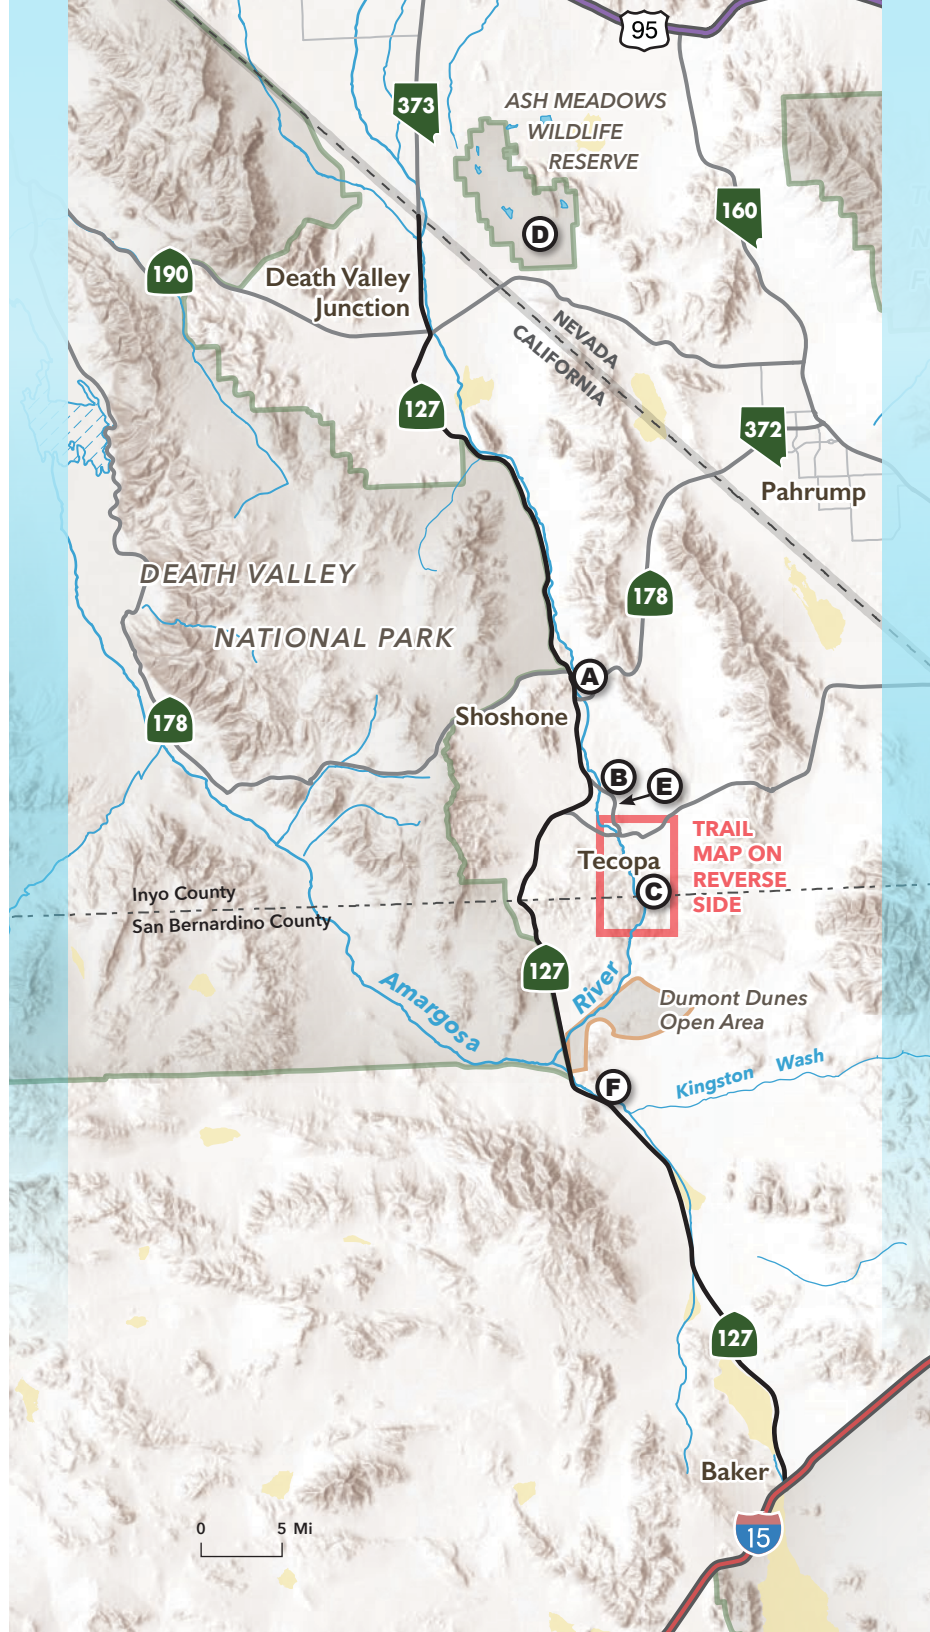 95
373
ASH MEADOWS
WILDLIFE
RESERVE
160
D
190
Death Valley
Junction
NEVADA
CALIFORNIA
127
372
Pahrump
DEATH VALLEY
NATIONAL PARK
178
A
178
Shoshone
B
E
TRAIL
MAP ON
REVERSE
SIDE
Tecopa
C
Inyo County
San Bernardino County
127
Amargosa
River
Dumont Dunes
Open Area
Kingston Wash
F
127
Baker
0 5 Mi
15